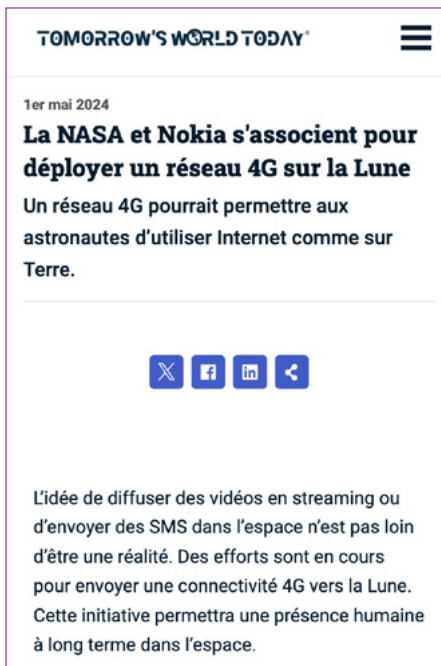 TOMORROW'S WORLD TODAY®
1er mai 2024
La NASA et Nokia s'associent pour
déployer un réseau 4G sur la Lune
Un réseau 4G pourrait permettre aux
astronautes d’utiliser Internet comme sur
Terre.
L’idée de diffuser des vidéos en streaming ou
d’envoyer des SMS dans l’espace n’est pas loin
d’être une réalité. Des efforts sont en cours
pour envoyer une connectivité 4G vers la Lune.
Cette initiative permettra une présence humaine
à long terme dans l’espace.